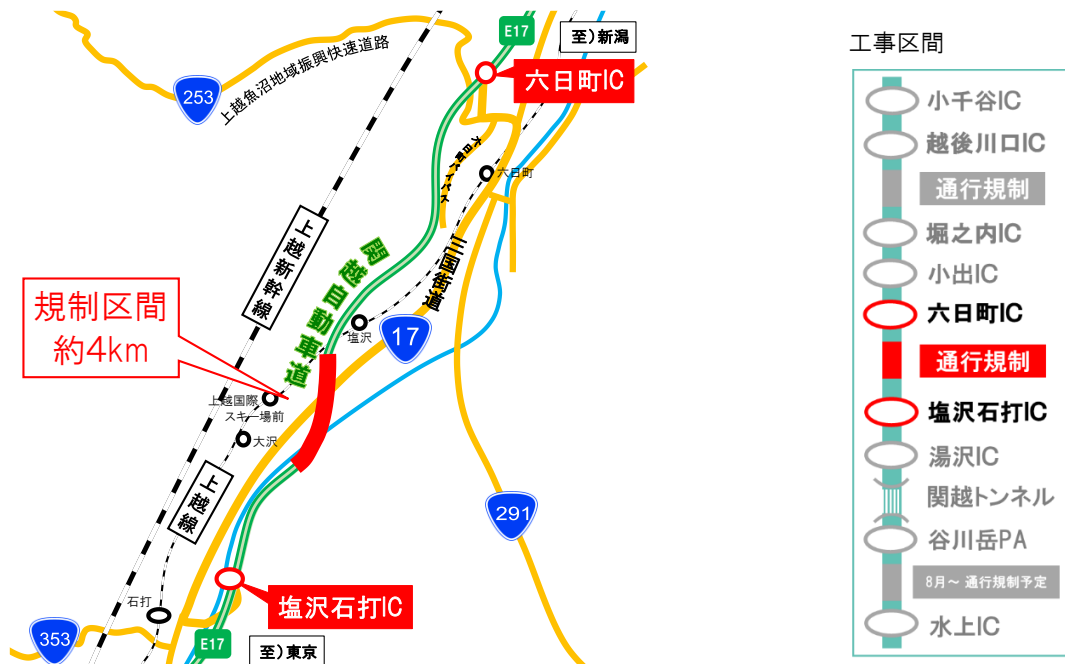 E17
至)新潟
六日町IC
253
上越魚沼地域振興快速道路
六日町バイパス
六日町
上越新幹線
関越自動車道
三国街道
規制区間
約4km
17
塩沢
上越国際
スキー場前
大沢
上越線
291
石打
塩沢石打IC
353
E17
至)東京
工事区間
小千谷IC
越後川口IC
通行規制
堀之内IC
小出IC
六日町IC
通行規制
塩沢石打IC
湯沢IC
関越トンネル
谷川岳PA
8月~ 通行規制予定
水上IC